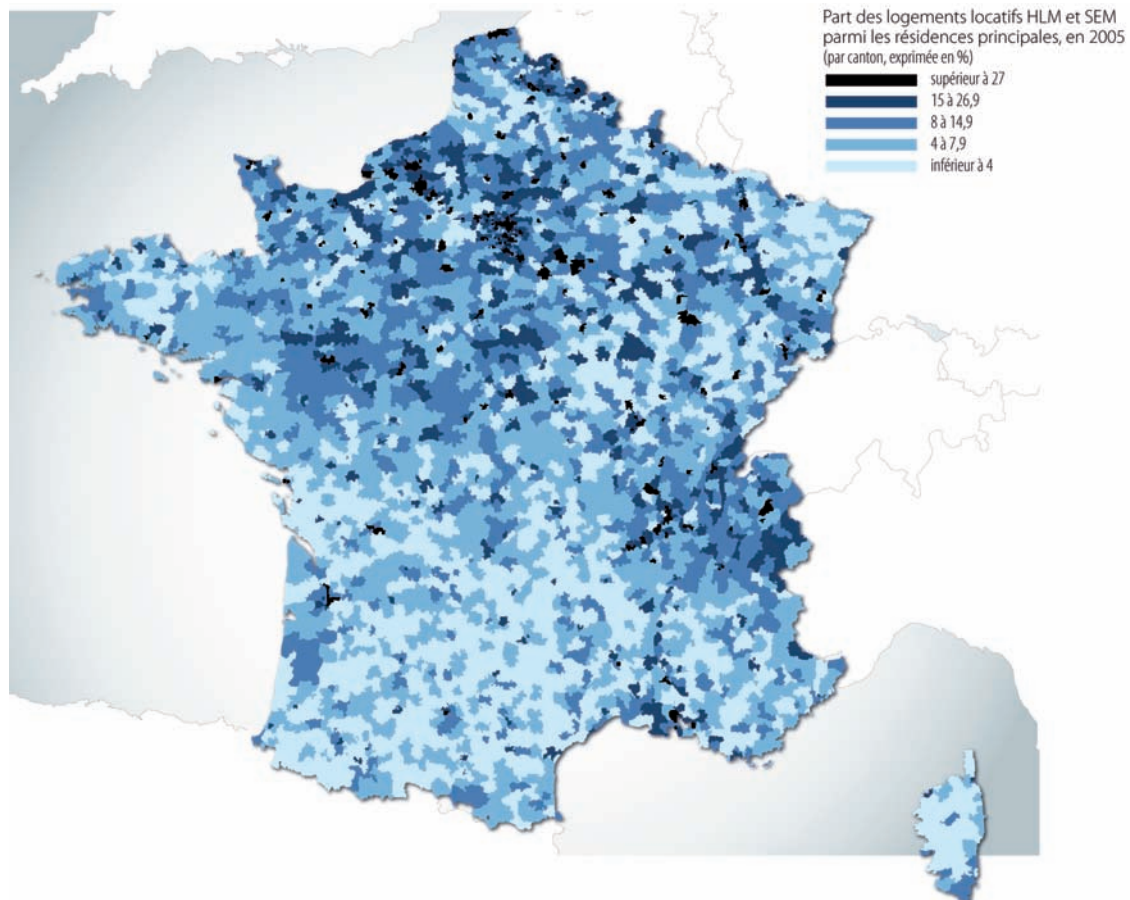 Part des logements locatifs HLM et SEM
parmi les résidences principales, en 2005
(par canton, exprimée en %)
supérieur à 27
15 à 26,9
8 à 14,9
4 à 7,9
inférieur à 4